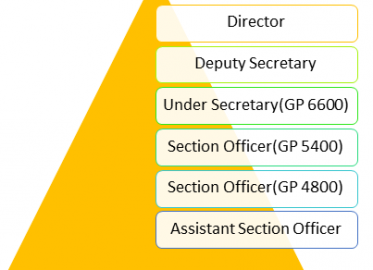 Director
Deputy Secretary
Under Secretary(GP 6600)
Section Officer(GP 5400)
Section Officer(GP 4800)
Assistant Section Officer